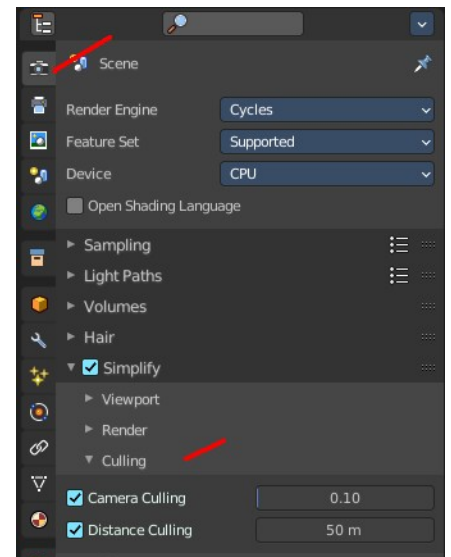 Scene
Render Engine Cycles
Feature Set Supported
Device CPU
Open Shading Language
Sampling
Light Paths
Volumes
Hair
Simplify
Viewport
Render
Culling
Camera Culling 0.10
Distance Culling 50 m